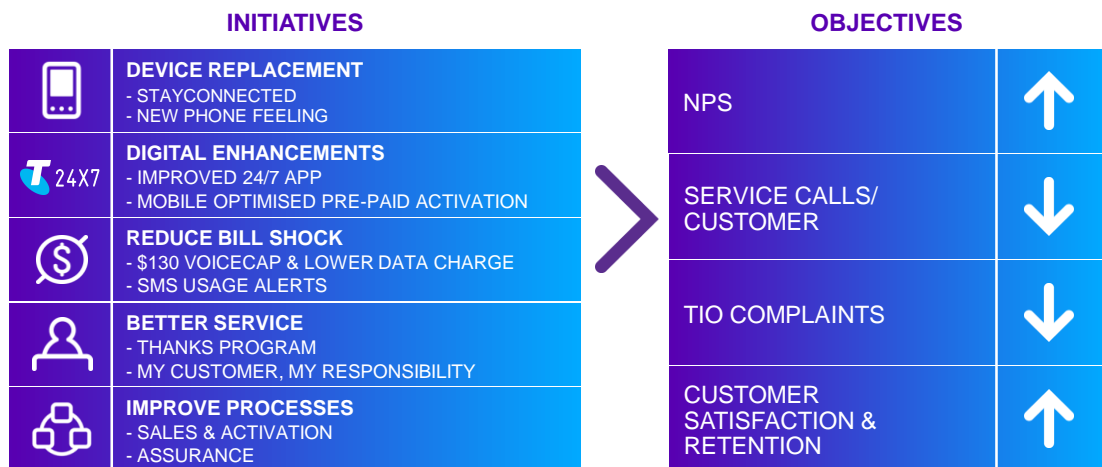 INITIATIVES
DEVICE REPLACEMENT
- STAYCONNECTED
- NEW PHONE FEELING
T 24X7
DIGITAL ENHANCEMENTS
- IMPROVED 24/7 APP
- MOBILE OPTIMISED PRE-PAID ACTIVATION
$
REDUCE BILL SHOCK
- $130 VOICECAP & LOWER DATA CHARGE
- SMS USAGE ALERTS
BETTER SERVICE
- THANKS PROGRAM
- MY CUSTOMER, MY RESPONSIBILITY
IMPROVE PROCESSES
- SALES & ACTIVATION
- ASSURANCE
OBJECTIVES
NPS
SERVICE CALLS/
CUSTOMER
TIO COMPLAINTS
CUSTOMER
SATISFACTION &
RETENTION